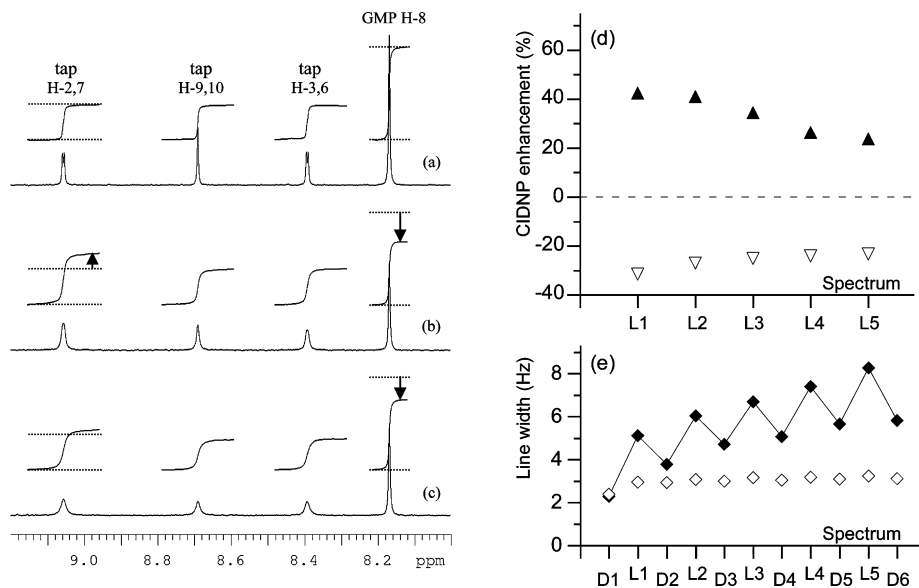 GMP H-8
tap
H-2,7
tap
H-9,10
tap
H-3,6
(a)
(b)
(c)
9.0 8.8 8.6 8.4 8.2 ppm
(d)
CIDNP enhancement (%)
60
40
20
0
-20
-40
Spectrum
L1 L2 L3 L4 L5
(e)
Line width (Hz)
8
6
4
2
0
Spectrum
D1 L1 D2 L2 D3 L3 D4 L4 D5 L5 D6